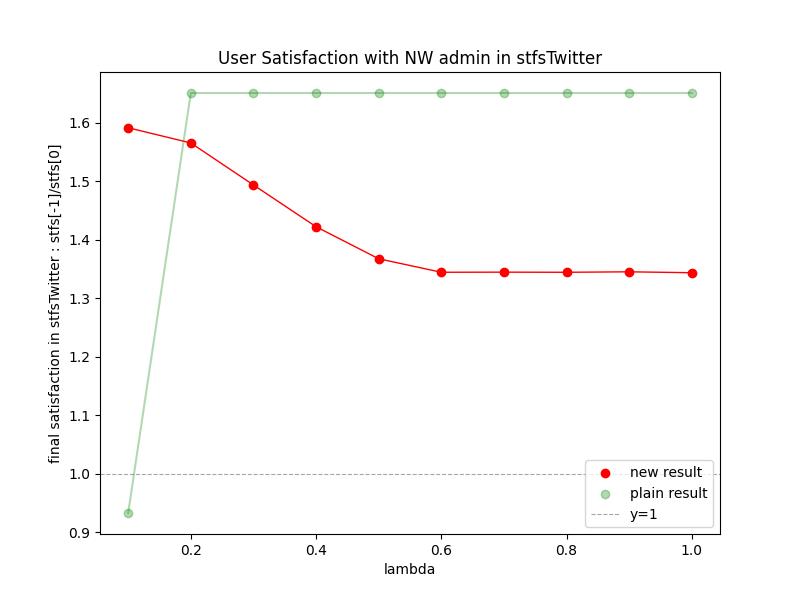 User Satisfaction with NW admin in stfsTwitter
final satisfaction in stfsTwitter : stfs[-1]/stfs[0]
1.6
1.5
1.4
1.3
1.2
1.1
1.0
0.9
new result
plain result
y=1
0.2
0.4
0.6
0.8
1.0
lambda